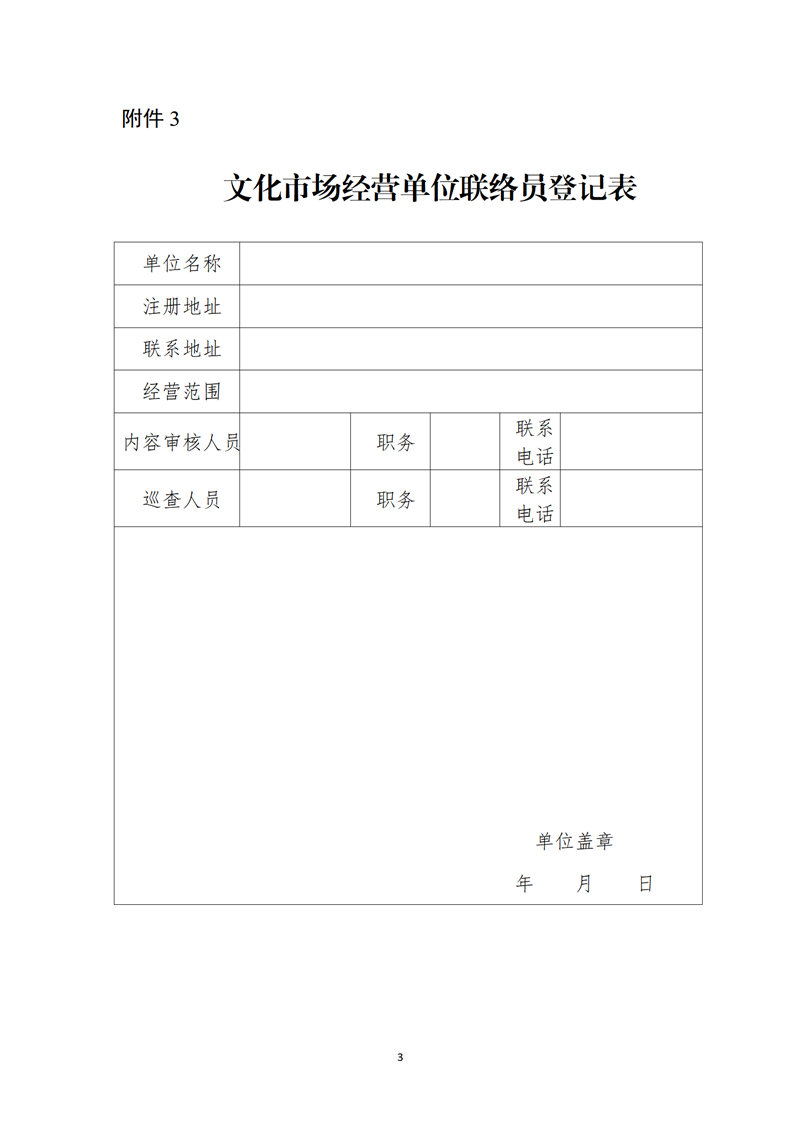 附件 3
文化市场经营单位联络员登记表
单位名称
注册地址
联系地址
经营范围
内容审核人员 职务 联系
电话
巡查人员 职务 联系
电话
单位盖章
年 月 日
3